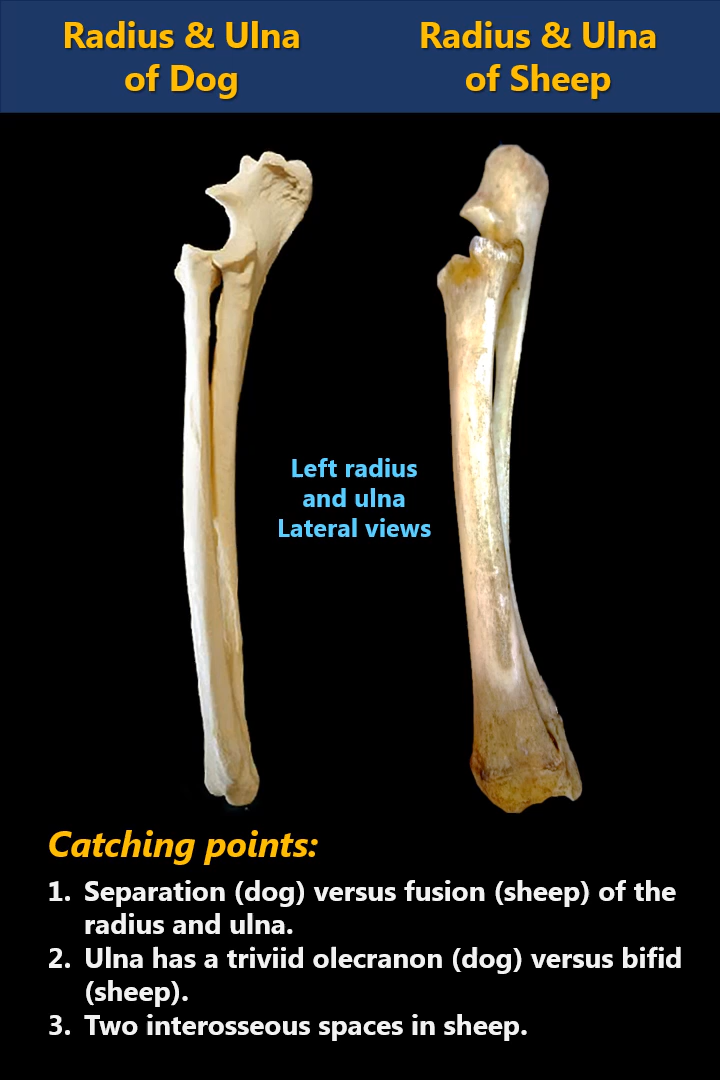 Radius & Ulna
of Dog
Radius & Ulna
of Sheep
Left radius
and ulna
Lateral views
Catching points:
1. Separation (dog) versus fusion (sheep) of the
radius and ulna.
2. Ulna has a triviid olecranon (dog) versus bifid
(sheep).
3. Two interosseous spaces in sheep.